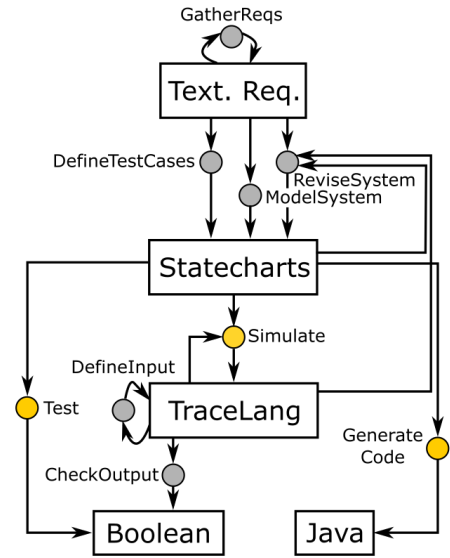 GatherReqs
Text. Req.
DefineTestCases
ReviseSystem
ModelSystem
Statecharts
Simulate
DefineInput
Test
TraceLang
Generate
Code
CheckOutput
Boolean
Java